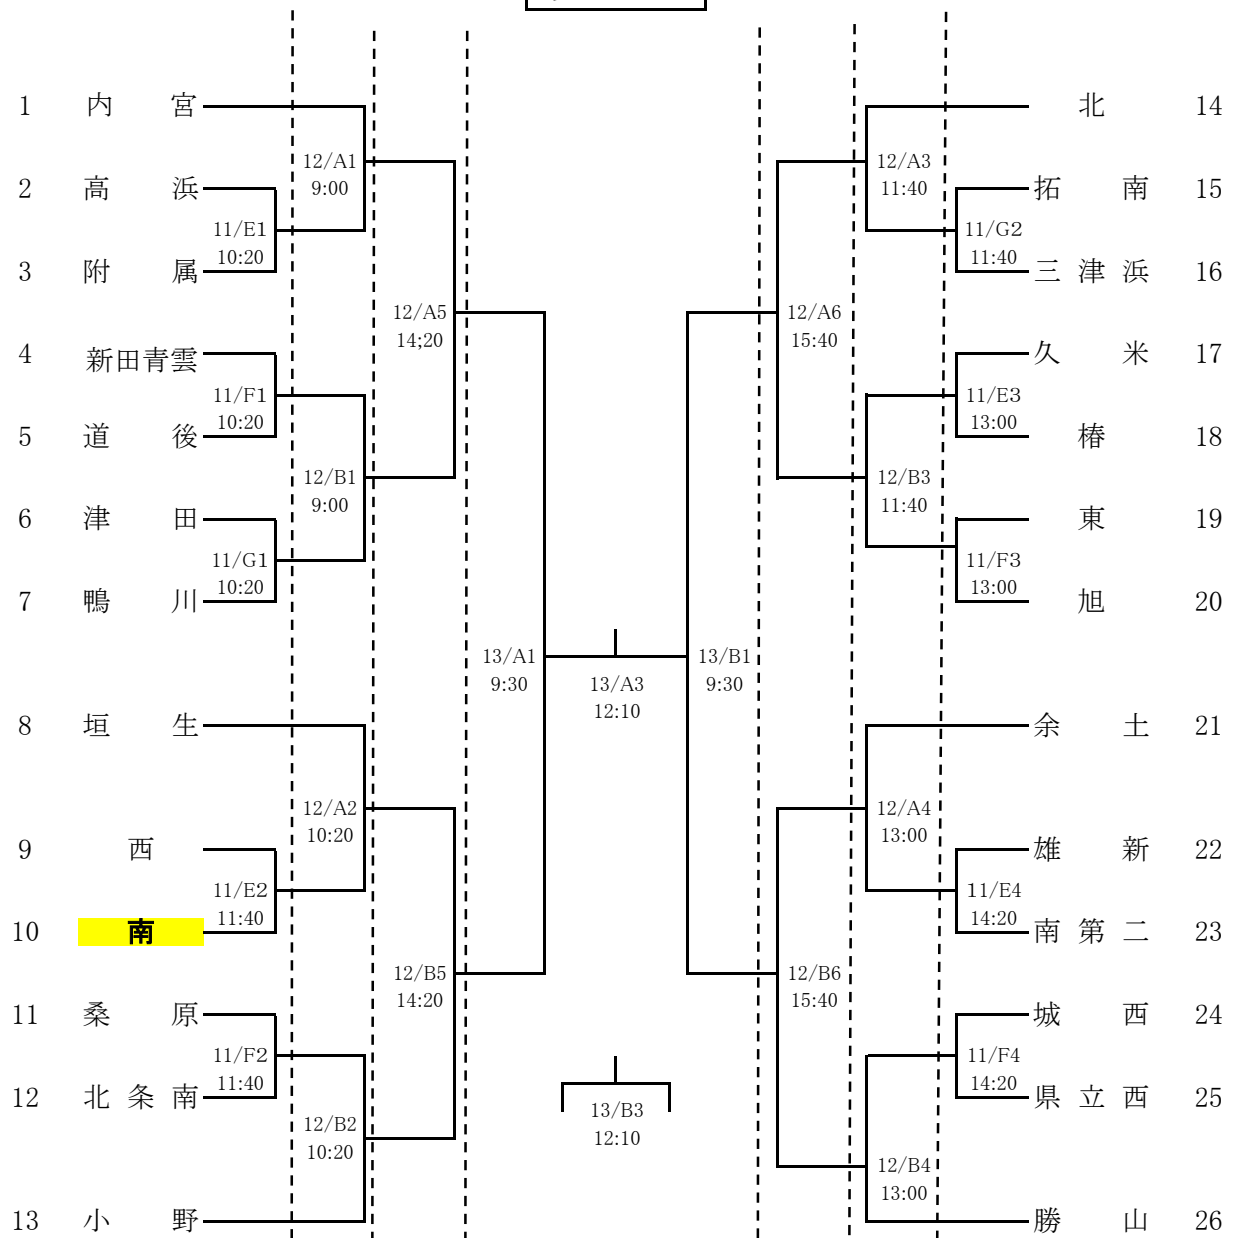 1 内宮
2 高浜
3 附属
4 新田青雲
5 道後
6 津田
7 鴨川
8 垣生
9 西
10 南
11 桑原
12 北条南
13 小野
11/E1
10:20
11/F1
10:20
11/G1
10:20
11/E2
11:40
11/F2
11:40
12/A1
9:00
12/B1
9:00
12/A2
10:20
12/B2
10:20
12/A5
14;20
12/B5
14:20
13/A1
9:30
13/A3
12:10
13/B3
12:10
13/B1
9:30
12/A6
15:40
12/B6
15:40
12/A3
11:40
12/B3
11:40
12/A4
13:00
12/B4
13:00
11/G2
11:40
11/E3
13:00
11/F3
13:00
11/E4
14:20
11/F4
14:20
北 14
拓南 15
三津浜 16
久米 17
椿 18
東 19
旭 20
余土 21
雄新 22
南第二 23
城西 24
県立西 25
勝山 26